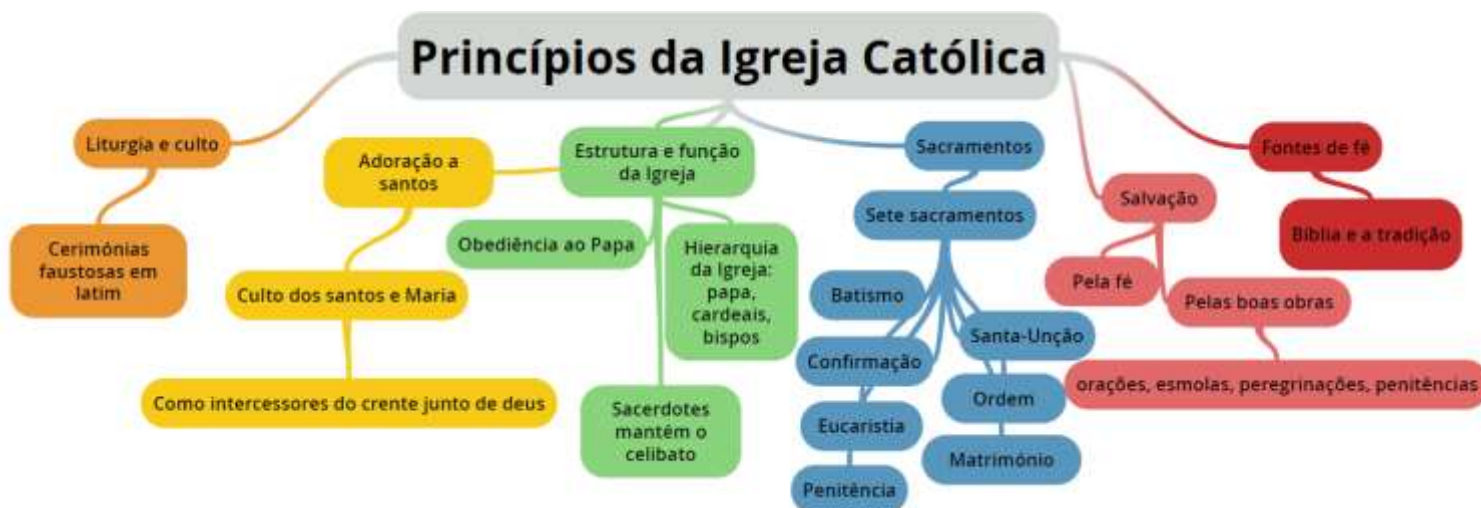 Princípios da Igreja Católica
Liturgia e culto
Cerimónias
faustosas em
latim
Adoração a
santos
Culto dos santos e Maria
Como intercessores do crente junto de deus
Estrutura e função
da Igreja
Obediência ao Papa
Hierarquia
da Igreja:
papa,
cardeais,
bispos
Sacerdotes
mantêm o
celibato
Sacramentos
Sete sacramentos
Batismo
Confirmação
Eucaristia
Penitência
Santa-Unção
Ordem
Matrimónio
Salvação
Pela fé
Pelas boas obras
orações, esmolas, peregrinações, penitências
Fontes de fé
Bíblia e a tradição